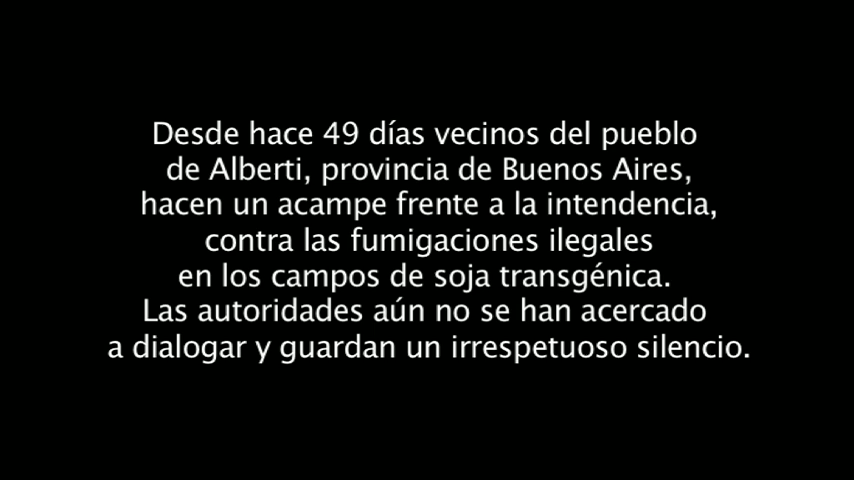 Desde hace 49 días vecinos del pueblo
de Alberti, provincia de Buenos Aires,
hacen un acampe frente a la intendencia,
contra las fumigaciones ilegales
en los campos de soja transgénica.
Las autoridades aún no se han acercado
a dialogar y guardan un irrespetuoso silencio.